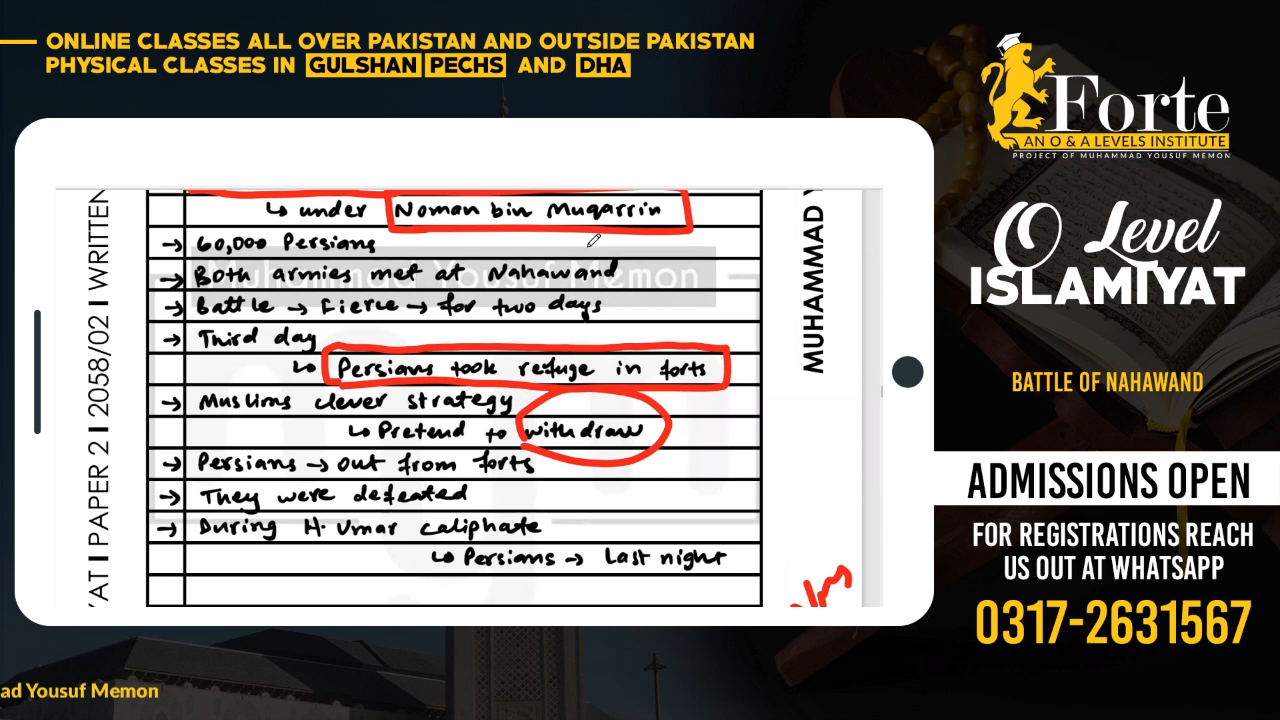 ONLINE CLASSES ALL OVER PAKISTAN AND OUTSIDE PAKISTAN
PHYSICAL CLASSES IN GULSHAN PECHS AND DHA
Forte
AN O & A LEVELS INSTITUTE
PROJECT OF MUHAMMAD YOUSUF MEMON
O Level
ISLAMIYAT
BATTLE OF NAHAWAND
ADMISSIONS OPEN
FOR REGISTRATIONS REACH
US OUT AT WHATSAPP
0317-2631567
YAT I PAPER 2 I 2058/02 I WRITTEN
↳ under Noman bin Muqarrin
→ 60,000 Persians
→ Both armies met at Nahawand
→ Battle → Fierce → for two days
→ Third day
↳ Persians took refuge in forts
→ Muslims clever strategy
↳ Pretend to withdraw
→ Persians → out from forts
→ They were defeated
→ During H. Umar caliphate
↳ Persians → Last night
Muhammad Yousuf Memon
MUHAMMAD Y
ad Yousuf Memon